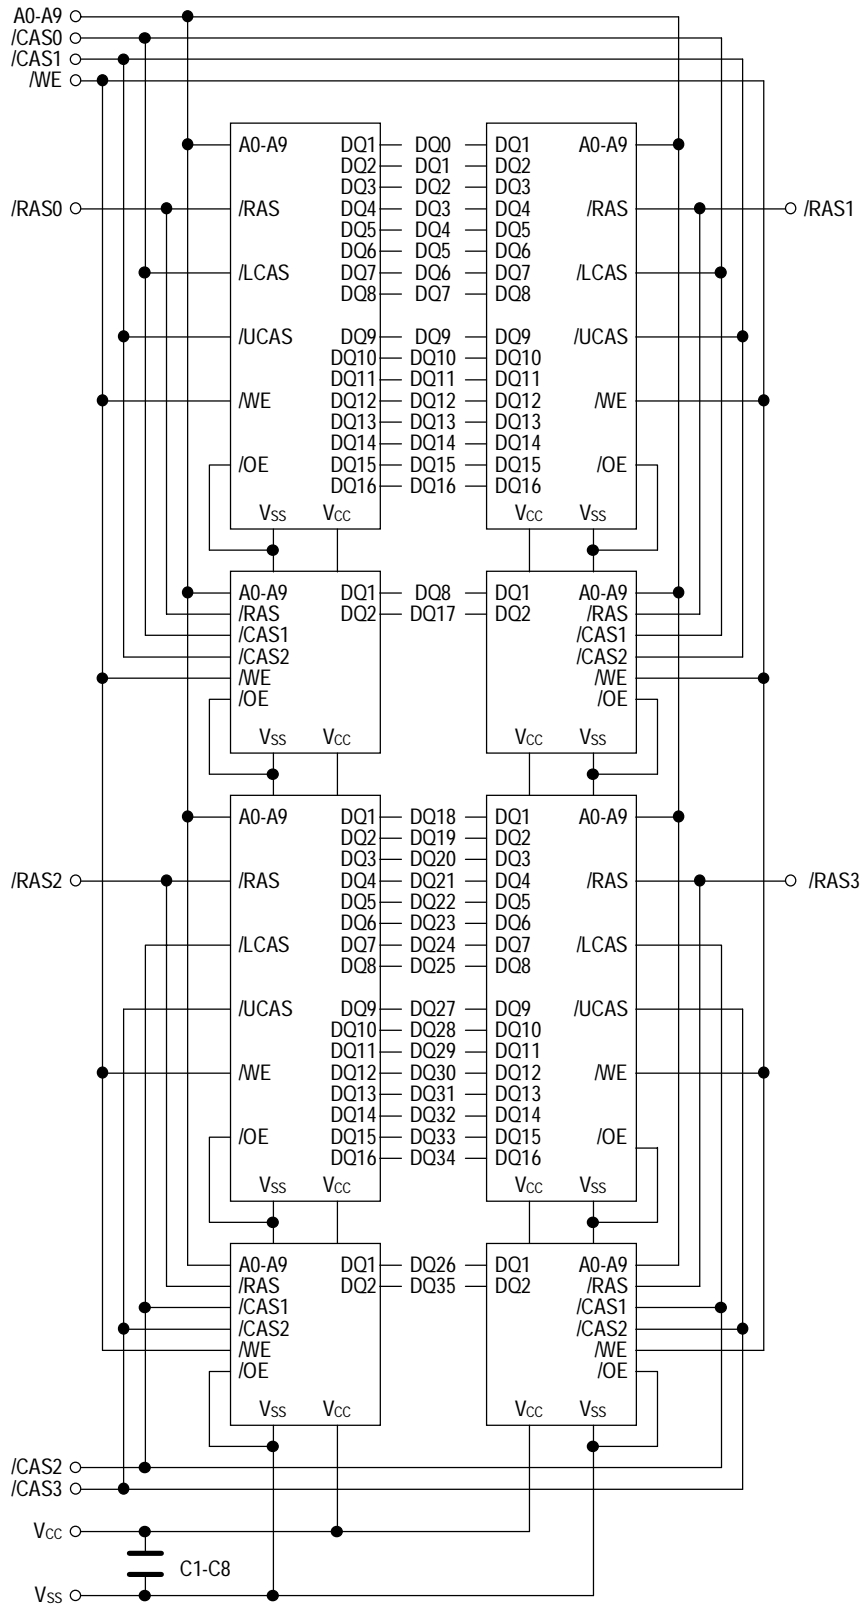 A0-A9
/CAS0
/CAS1
/WE
A0-A9 DQ1 DQ0 DQ1 A0-A9
DQ2 DQ1 DQ2
DQ3 DQ2 DQ3
/RAS0 /RAS DQ4 DQ3 DQ4 /RAS /RAS1
DQ5 DQ4 DQ5
DQ6 DQ5 DQ6
/LCAS DQ7 DQ6 DQ7 /LCAS
DQ8 DQ7 DQ8
/UCAS DQ9 DQ9 DQ9 /UCAS
DQ10 DQ10 DQ10
DQ11 DQ11 DQ11
/WE DQ12 DQ12 DQ12 /WE
DQ13 DQ13 DQ13
DQ14 DQ14 DQ14
/OE DQ15 DQ15 DQ15 /OE
DQ16 DQ16 DQ16
Vss Vcc Vcc Vss
A0-A9 DQ1 DQ8 DQ1 A0-A9
/RAS DQ2 DQ17 DQ2 /RAS
/CAS1 /CAS1
/CAS2 /CAS2
/WE /WE
/OE /OE
Vss Vcc Vcc Vss
A0-A9 DQ1 DQ18 DQ1 A0-A9
DQ2 DQ19 DQ2
DQ3 DQ20 DQ3
/RAS2 /RAS DQ4 DQ21 DQ4 /RAS /RAS3
DQ5 DQ22 DQ5
DQ6 DQ23 DQ6
/LCAS DQ7 DQ24 DQ7 /LCAS
DQ8 DQ25 DQ8
/UCAS DQ9 DQ27 DQ9 /UCAS
DQ10 DQ28 DQ10
DQ11 DQ29 DQ11
/WE DQ12 DQ30 DQ12 /WE
DQ13 DQ31 DQ13
DQ14 DQ32 DQ14
/OE DQ15 DQ33 DQ15 /OE
DQ16 DQ34 DQ16
Vss Vcc Vcc Vss
A0-A9 DQ1 DQ26 DQ1 A0-A9
/RAS DQ2 DQ35 DQ2 /RAS
/CAS1 /CAS1
/CAS2 /CAS2
/WE /WE
/OE /OE
Vss Vcc Vcc Vss
/CAS2
/CAS3
Vcc
C1-C8
Vss